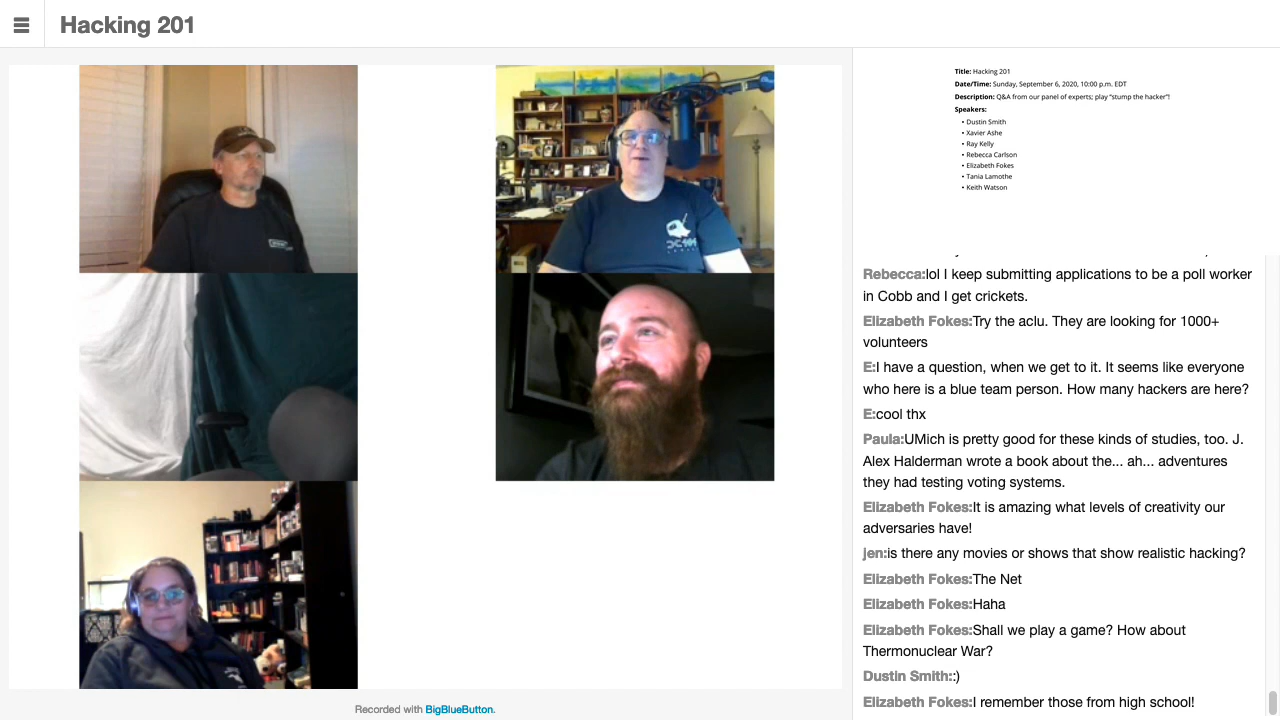 Hacking 201
Title: Hacking 201
Date/Time: Sunday, September 6, 2020, 10:00 p.m. EDT
Description: Q&A from our panel of experts; play "stump the hacker"!
Speakers:
• Dustin Smith
• Xavier Ashe
• Ray Kelly
• Rebecca Carlson
• Elizabeth Fokes
• Tania Lamothe
• Keith Watson
Rebecca:lol I keep submitting applications to be a poll worker
in Cobb and I get crickets.
Elizabeth Fokes:Try the aclu. They are looking for 1000+
volunteers
E:I have a question, when we get to it. It seems like everyone
who here is a blue team person. How many hackers are here?
E:cool thx
Paula:UMich is pretty good for these kinds of studies, too. J.
Alex Halderman wrote a book about the... ah... adventures
they had testing voting systems.
Elizabeth Fokes:It is amazing what levels of creativity our
adversaries have!
jen:is there any movies or shows that show realistic hacking?
Elizabeth Fokes:The Net
Elizabeth Fokes:Haha
Elizabeth Fokes:Shall we play a game? How about
Thermonuclear War?
Dustin Smith::)
Elizabeth Fokes:I remember those from high school!
Recorded with BigBlueButton.